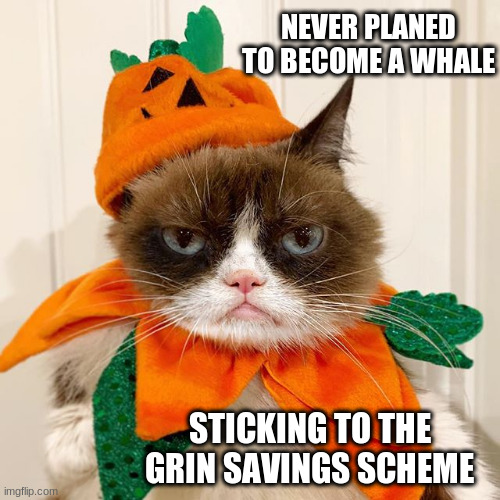 NEVER PLANED
TO BECOME A WHALE
STICKING TO THE
GRIN SAVINGS SCHEME
imgflip.com